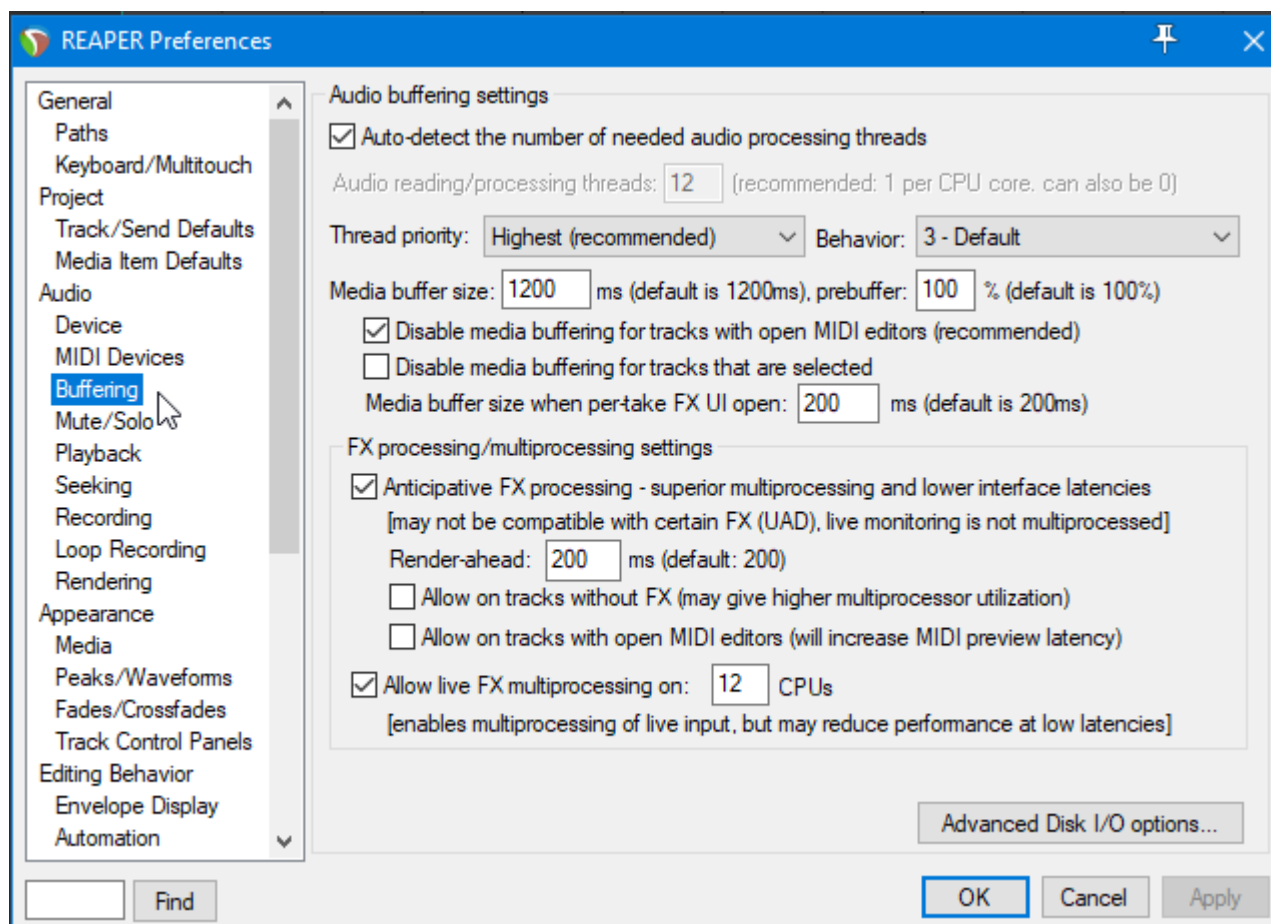 REAPER Preferences
General
Paths
Keyboard/Multitouch
Project
Track/Send Defaults
Media Item Defaults
Audio
Device
MIDI Devices
Buffering
Mute/Solo
Playback
Seeking
Recording
Loop Recording
Rendering
Appearance
Media
Peaks/Waveforms
Fades/Crossfades
Track Control Panels
Editing Behavior
Envelope Display
Automation
Find
Audio buffering settings
Auto-detect the number of needed audio processing threads
Audio reading/processing threads: 12 (recommended: 1 per CPU core. can also be 0)
Thread priority: Highest (recommended) Behavior: 3 - Default
Media buffer size: 1200 ms (default is 1200ms), prebuffer: 100 % (default is 100%)
Disable media buffering for tracks with open MIDI editors (recommended)
Disable media buffering for tracks that are selected
Media buffer size when per-take FX UI open: 200 ms (default is 200ms)
FX processing/multiprocessing settings
Anticipative FX processing - superior multiprocessing and lower interface latencies
[may not be compatible with certain FX (UAD), live monitoring is not multiprocessed]
Render-ahead: 200 ms (default: 200)
Allow on tracks without FX (may give higher multiprocessor utilization)
Allow on tracks with open MIDI editors (will increase MIDI preview latency)
Allow live FX multiprocessing on: 12 CPUs
[enables multiprocessing of live input, but may reduce performance at low latencies]
Advanced Disk I/O options...
OK Cancel Apply